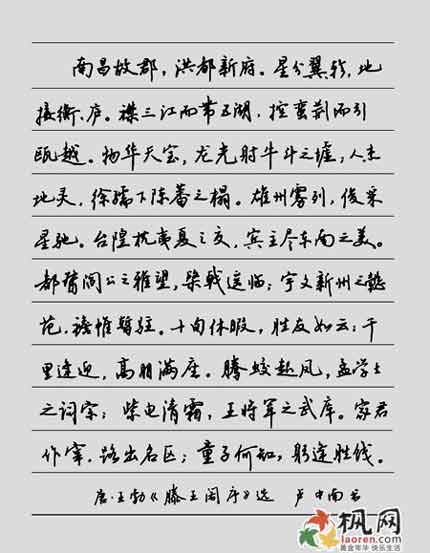 南昌故郡，洪都新府。星分翼轸，地
接衡、庐。襟三江而带五湖，控蛮荆而引
瓯越。物华天宝，龙光射牛斗之墟，人杰
地灵，徐孺下陈蕃之榻。雄州雾列，俊采
星驰。台隍枕夷夏之交，宾主尽东南之美。
都督阎公之雅望，棨戟遥临；宇文新州之懿
范，襜帷暂驻。十旬休暇，胜友如云；千
里逢迎，高朋满座。腾蛟起凤，孟学士
之词宗；紫电清霜，王将军之武库。家君
作宰，路出名区；童子何知，躬逢胜饯。
唐·王勃《滕王阁序》选 卢中南书
枫网
laoren.com
黄金年华 快乐生活